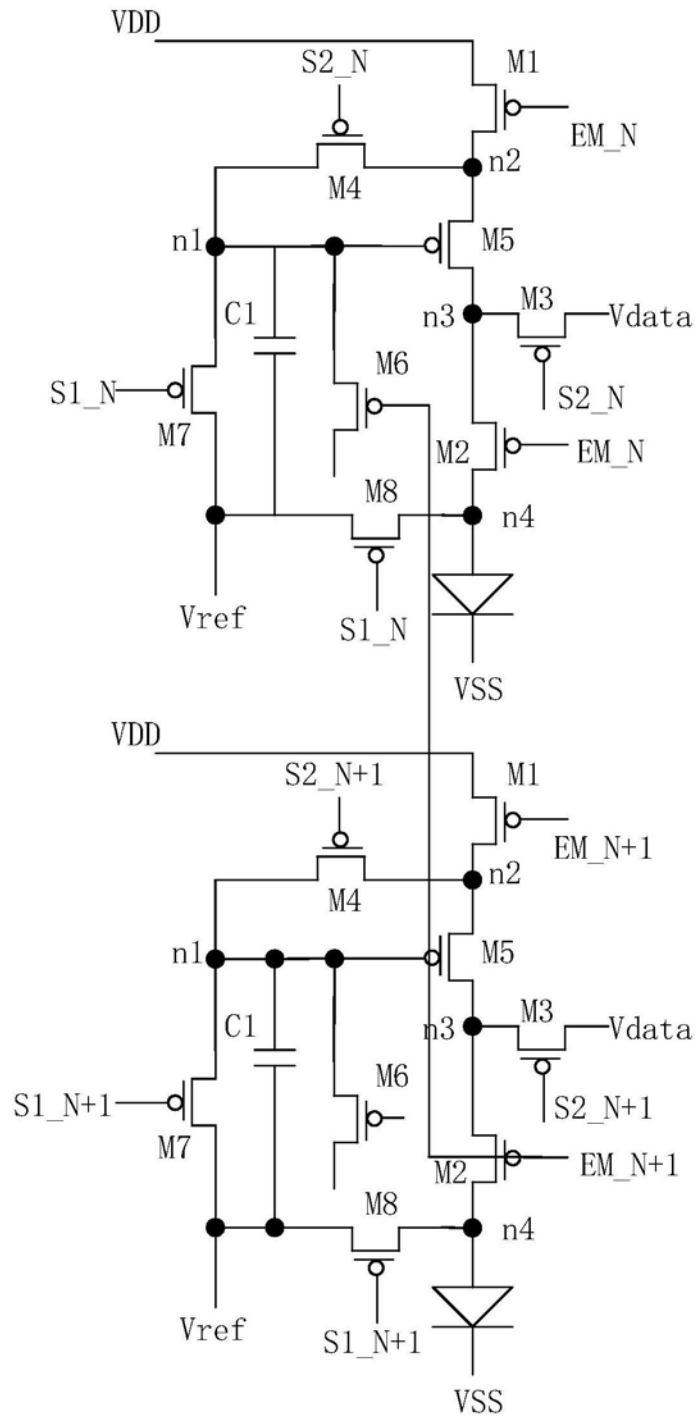 VDD
S2_N
M1
EM_N
M4
n2
n1
M5
C1
n3
M3
Vdata
M6
S1_N
M7
S2_N
M2
EM_N
M8
n4
Vref
S1_N
VSS
VDD
S2_N+1
M1
EM_N+1
M4
n2
n1
M5
C1
n3
M3
Vdata
M6
S1_N+1
M7
S2_N+1
M2
EM_N+1
M8
n4
Vref
S1_N+1
VSS